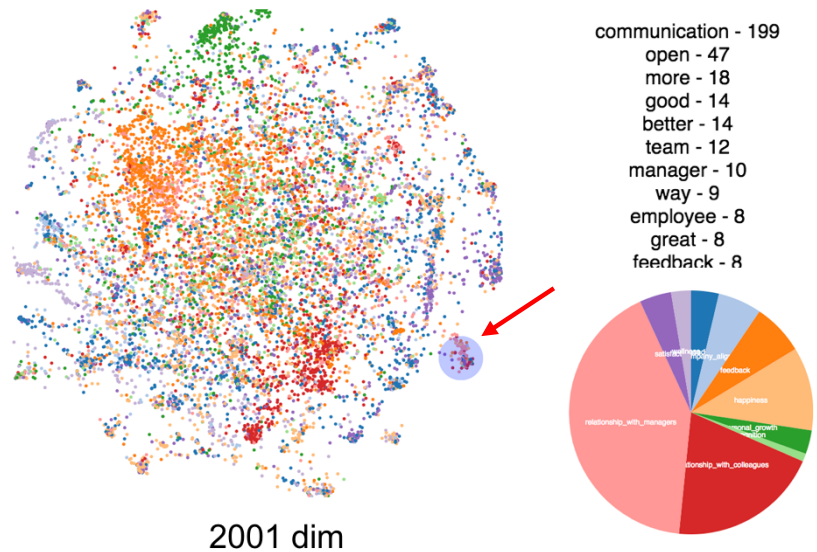 communication - 199
open - 47
more - 18
good - 14
better - 14
team - 12
manager - 10
way - 9
employee - 8
great - 8
feedback - 8
feedback
happiness
relationship_with_managers
2001 dim